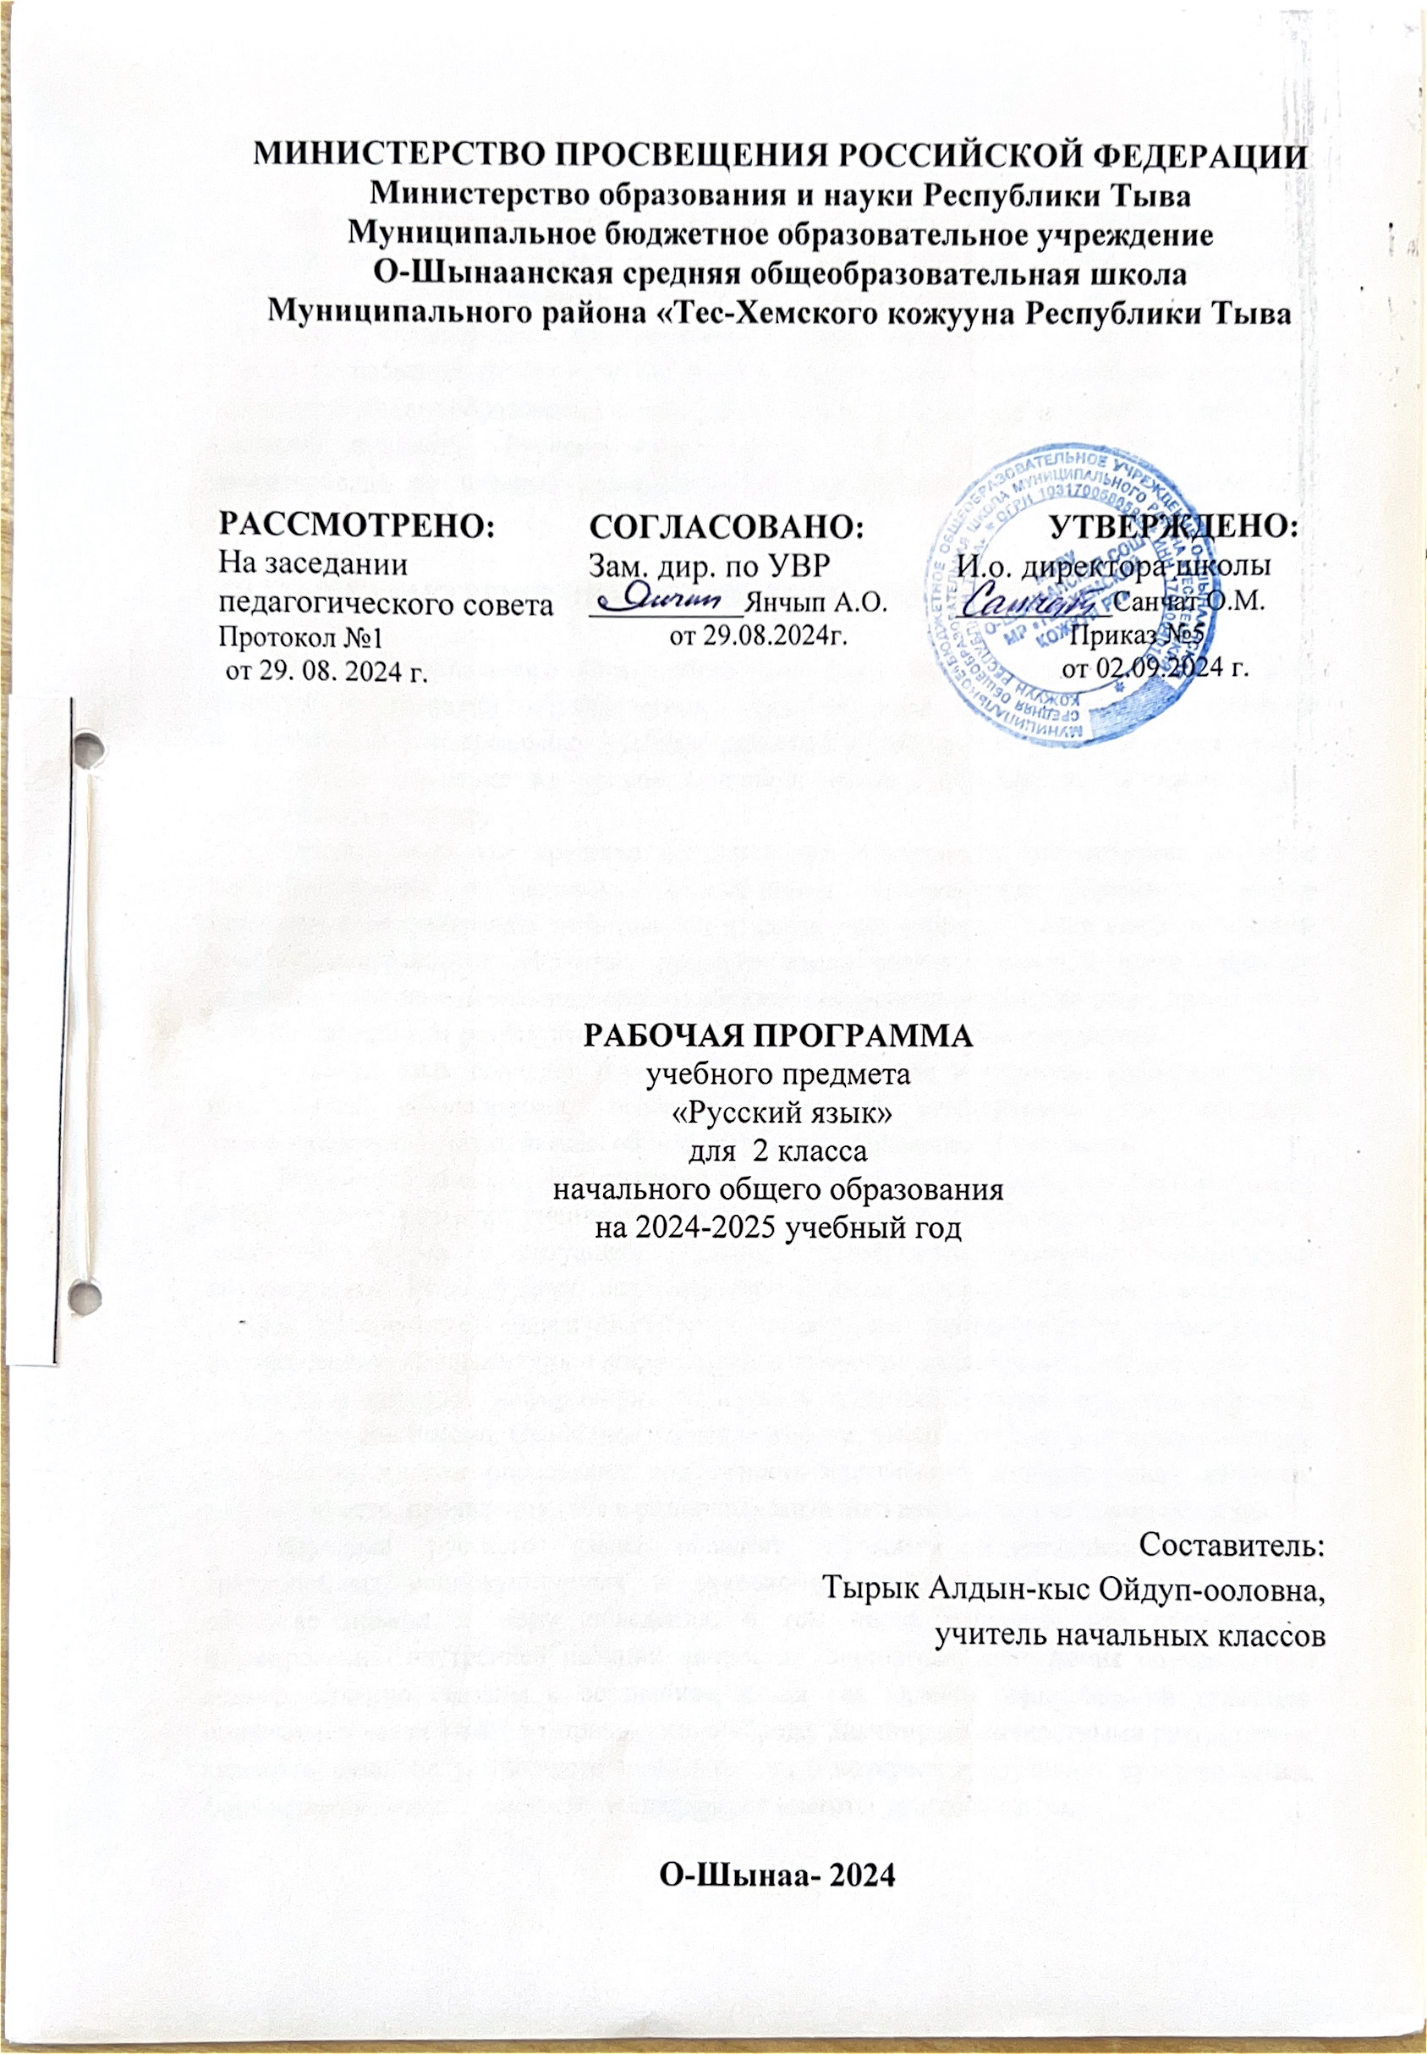 МИНИСТЕРСТВО ПРОСВЕЩЕНИЯ РОССИЙСКОЙ ФЕДЕРАЦИИ
Министерство образования и науки Республики Тыва
Муниципальное бюджетное образовательное учреждение
О-Шынаанская средняя общеобразовательная школа
Муниципального района «Тес-Хемского кожууна Республики Тыва
РАССМОТРЕНО:
На заседании
педагогического совета
Протокол №1
от 29. 08. 2024 г.
СОГЛАСОВАНО:
Зам. дир. по УВР
Янчып А.О.
от 29.08.2024г.
УТВЕРЖДЕНО:
И.о. директора школы
Санчат О.М.
Приказ №5
от 02.09.2024 г.
РАБОЧАЯ ПРОГРАММА
учебного предмета
«Русский язык»
для 2 класса
начального общего образования
на 2024-2025 учебный год
Составитель:
Тырык Алдын-кыс Ойдуп-ооловна,
учитель начальных классов
О-Шынаа- 2024